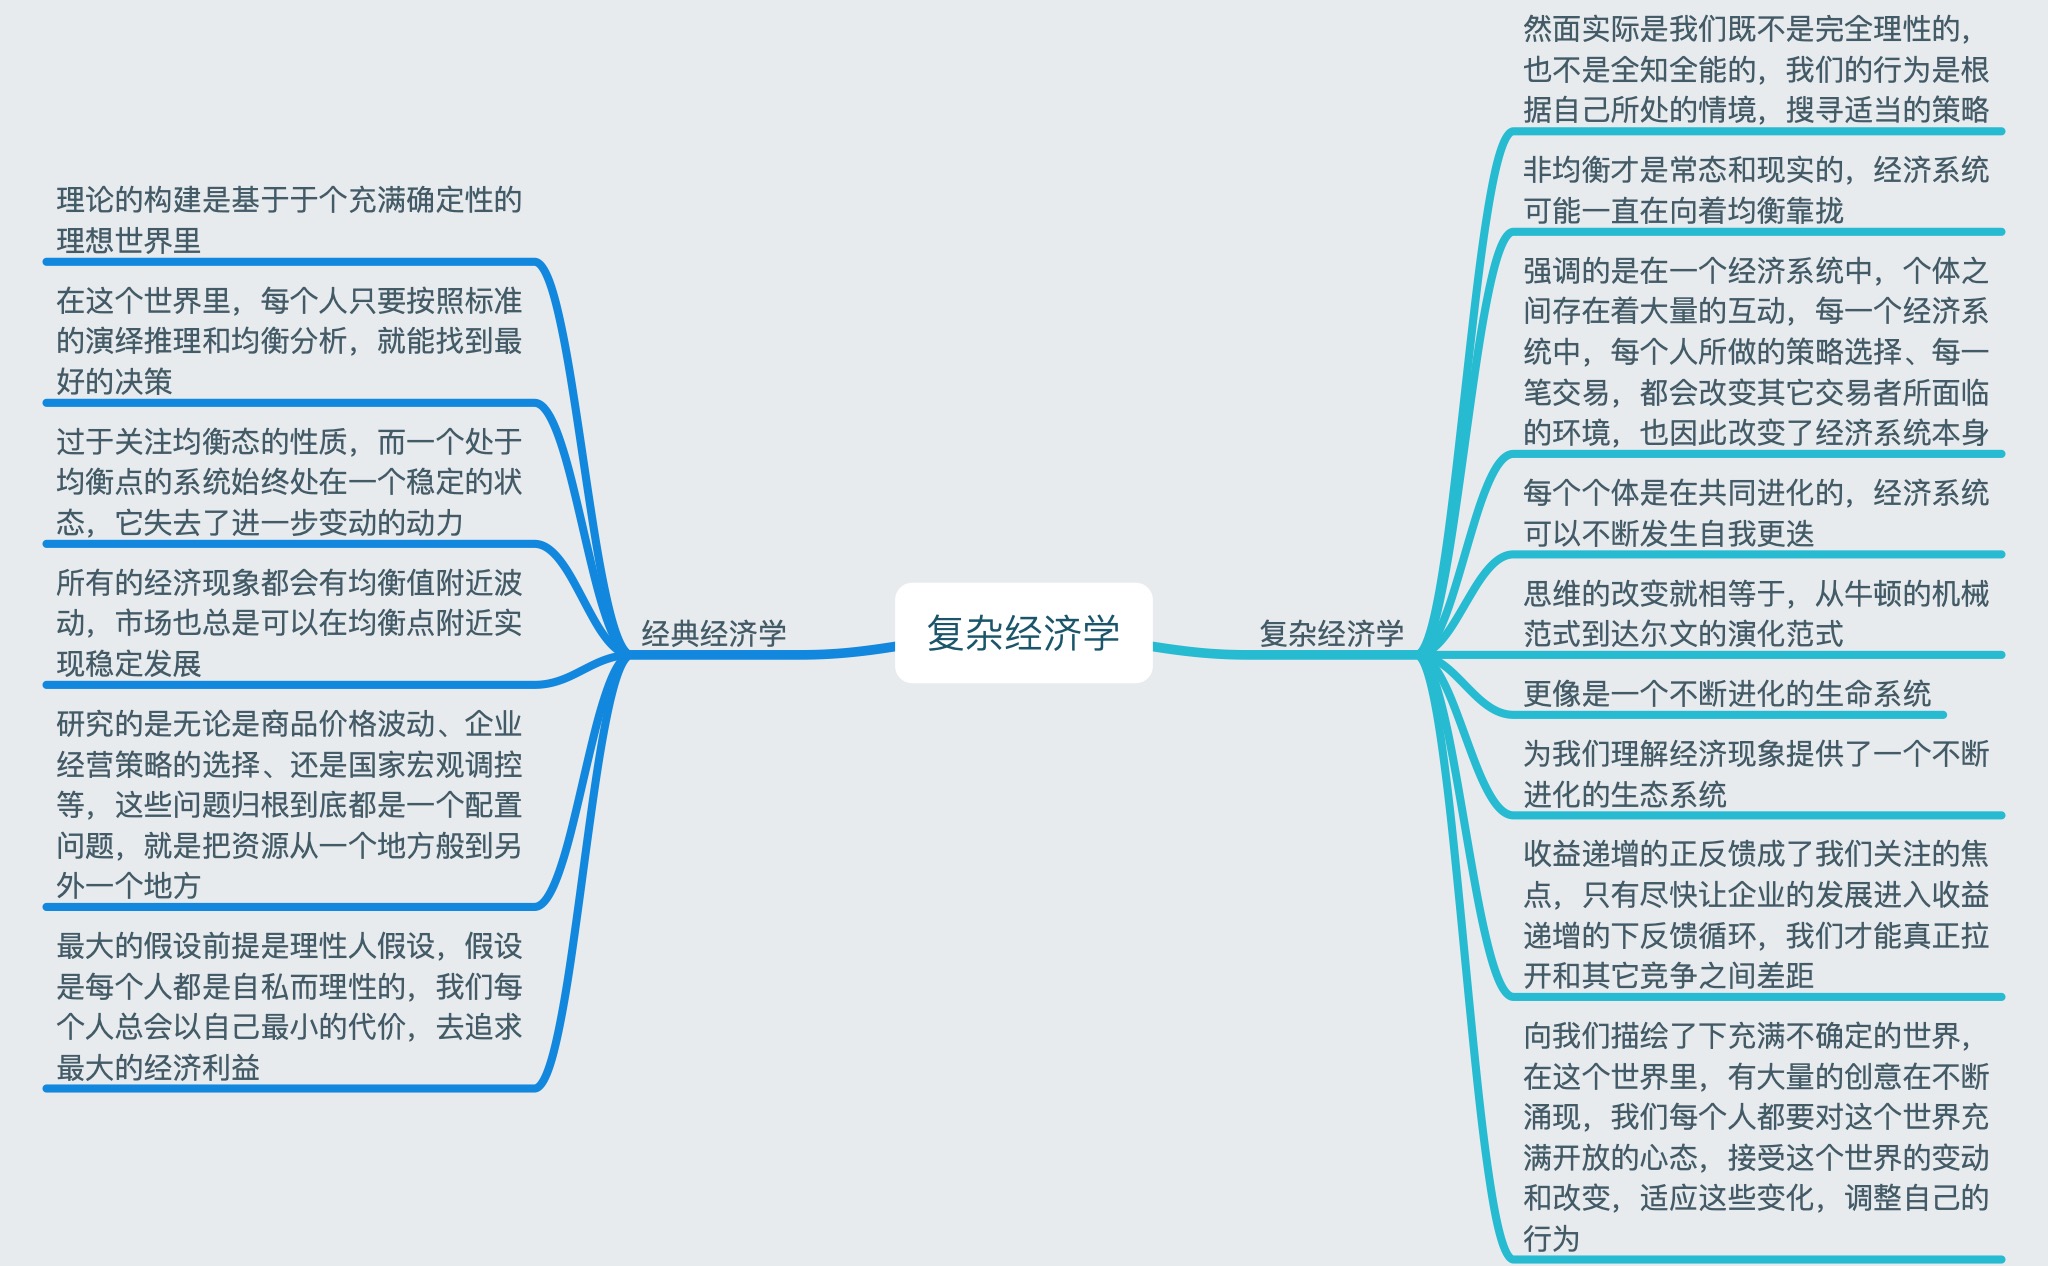 复杂经济学
经典经济学
理论的构建是基于于个充满确定性的
理想世界里
在这个世界里，每个人只要按照标准
的演绎推理和均衡分析，就能找到最
好的决策
过于关注均衡态的性质，而一个处于
均衡点的系统始终处在一个稳定的状
态，它失去了进一步变动的动力
所有的经济现象都会有均衡值附近波
动，市场也总是可以在均衡点附近实
现稳定发展
研究的是无论是商品价格波动、企业
经营策略的选择、还是国家宏观调控
等，这些问题归根到底都是一个配置
问题，就是把资源从一个地方般到另
外一个地方
最大的假设前提是理性人假设，假设
是每个人都是自私而理性的，我们每
个人总会以自己最小的代价，去追求
最大的经济利益
复杂经济学
然面实际是我们既不是完全理性的，
也不是全知全能的，我们的行为是根
据自己所处的情境，搜寻适当的策略
非均衡才是常态和现实的，经济系统
可能一直在向着均衡靠拢
强调的是在一个经济系统中，个体之
间存在着大量的互动，每一个经济系
统中，每个人所做的策略选择、每一
笔交易，都会改变其它交易者所面临
的环境，也因此改变了经济系统本身
每个个体是在共同进化的，经济系统
可以不断发生自我更迭
思维的改变就相等于，从牛顿的机械
范式到达尔文的演化范式
更像是一个不断进化的生命系统
为我们理解经济现象提供了一个不断
进化的生态系统
收益递增的正反馈成了我们关注的焦
点，只有尽快让企业的发展进入收益
递增的下反馈循环，我们才能真正拉
开和其它竞争之间差距
向我们描绘了下充满不确定的世界，
在这个世界里，有大量的创意在不断
涌现，我们每个人都要对这个世界充
满开放的心态，接受这个世界的变动
和改变，适应这些变化，调整自己的
行为